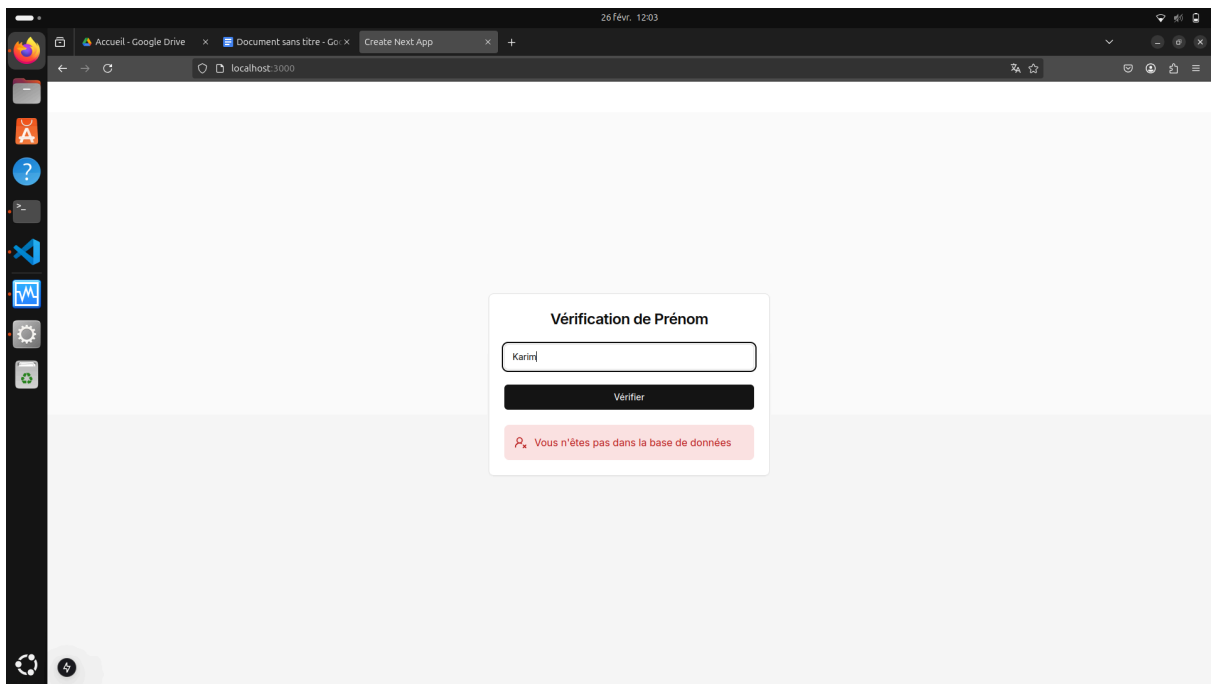 26 févr. 12:03
Accueil - Google Drive
Document sans titre - Goo
Create Next App
localhost:3000
Vérification de Prénom
Karim
Vérifier
Vous n'êtes pas dans la base de données